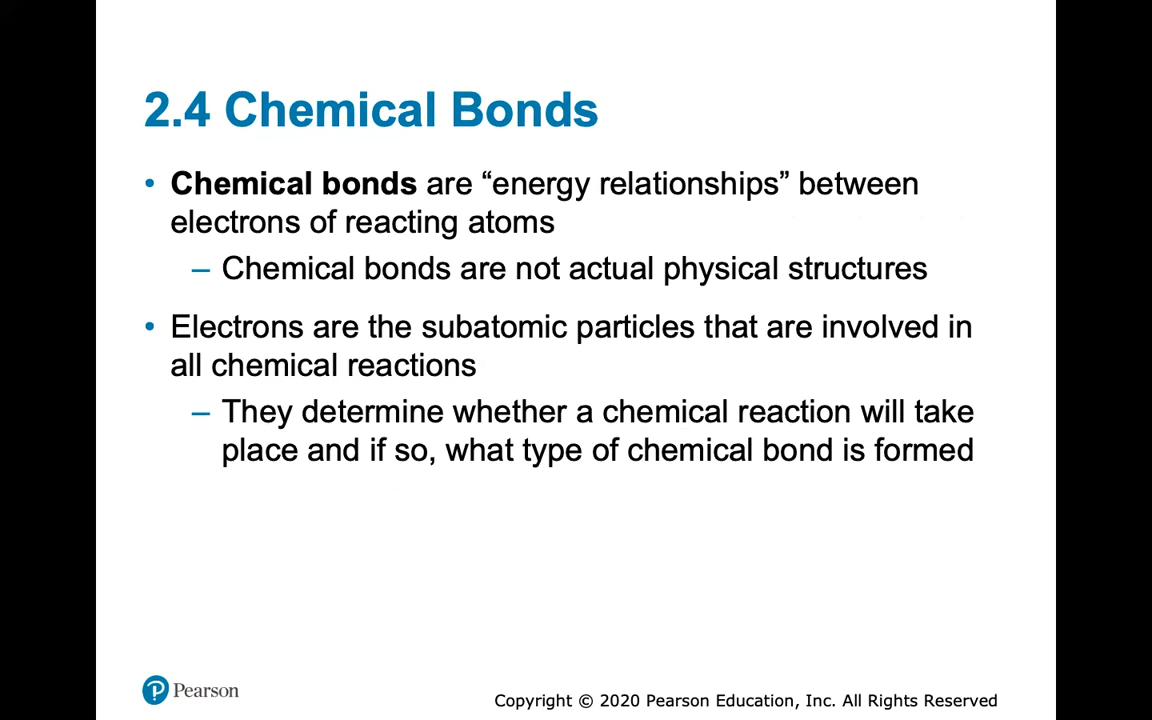 2.4 Chemical Bonds
• Chemical bonds are “energy relationships” between
electrons of reacting atoms
– Chemical bonds are not actual physical structures
• Electrons are the subatomic particles that are involved in
all chemical reactions
– They determine whether a chemical reaction will take
place and if so, what type of chemical bond is formed
Pearson
Copyright © 2020 Pearson Education, Inc. All Rights Reserved